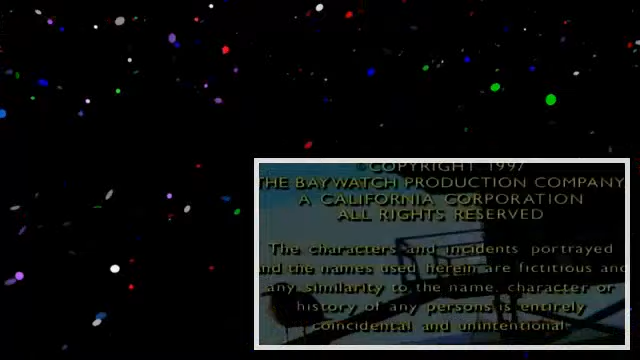 ©COPYRIGHT 1997
THE BAYWATCH PRODUCTION COMPANY
A CALIFORNIA CORPORATION
ALL RIGHTS RESERVED
The characters and incidents portrayed
and the names used herein are fictitious and
any similarity to the name, character or
history of any persons is entirely
coincidental and unintentional.